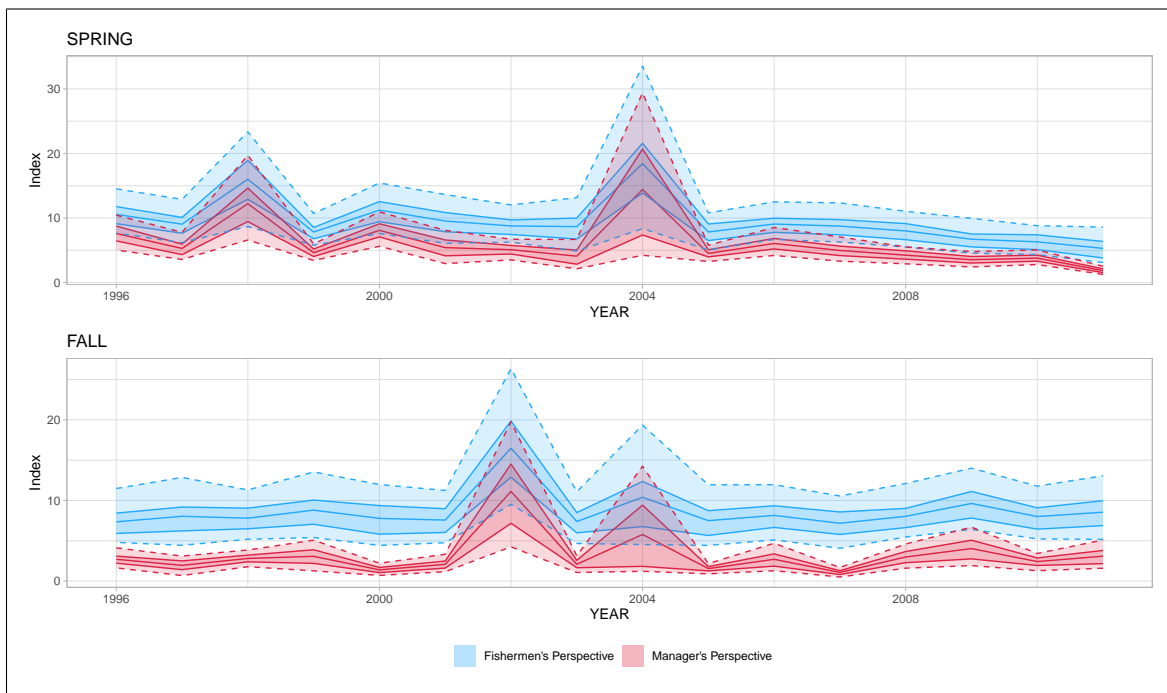 SPRING
30
20
10
0
Index
1996
2000
2004
2008
YEAR
FALL
20
10
0
Index
1996
2000
2004
2008
YEAR
Fishermen's Perspective Manager's Perspective